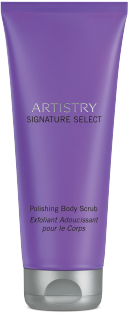 ARTISTRY
SIGNATURE SELECT
Polishing Body Scrub
Exfoliant Adoucissant
pour le Corps